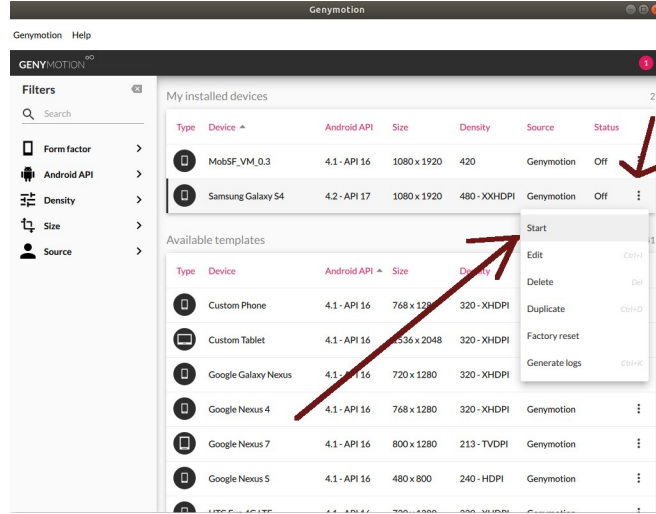 Genymotion
Genymotion Help
GENYMOTION
1
Filters
Search
Form factor
Android API
Density
Size
Source
My installed devices 2
Type Device Android API Size Density Source Status
MobSF_VM_0.3 4.1 - API 16 1080 x 1920 420 Genymotion Off
Samsung Galaxy S4 4.2 - API 17 1080 x 1920 480 - XXHDPI Genymotion Off
Start
Edit Ctrl+I
Delete Del
Duplicate Ctrl+D
Factory reset
Generate logs Ctrl+K
Available templates
Type Device Android API Size Density
Custom Phone 4.1 - API 16 768 x 1280 320 - XHDPI
Custom Tablet 4.1 - API 16 1536 x 2048 320 - XHDPI
Google Galaxy Nexus 4.1 - API 16 720 x 1280 320 - XHDPI
Google Nexus 4 4.1 - API 16 768 x 1280 320 - XHDPI Genymotion
Google Nexus 7 4.1 - API 16 800 x 1280 213 - TVDPI Genymotion
Google Nexus S 4.1 - API 16 480 x 800 240 - HDPI Genymotion